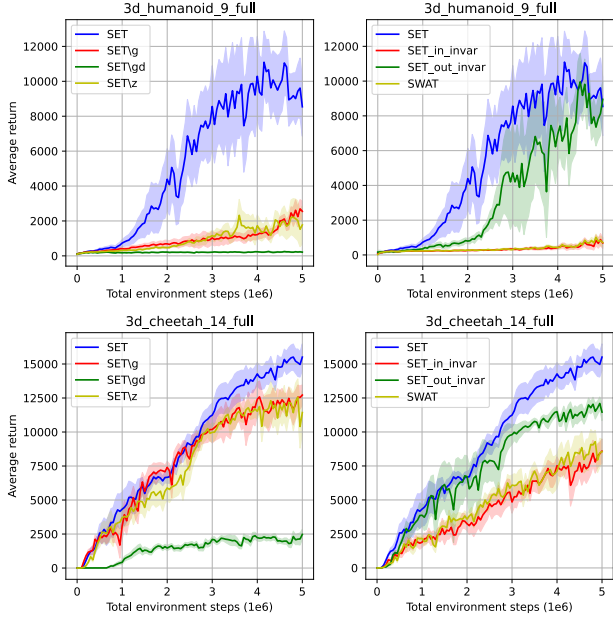 3d_humanoid_9_full
SET
SET\g
SET\gd
SET\z
Average return
12000
10000
8000
6000
4000
2000
0
0 1 2 3 4 5
Total environment steps (1e6)
3d_humanoid_9_full
SET
SET_in_invar
SET_out_invar
SWAT
12000
10000
8000
6000
4000
2000
0
0 1 2 3 4 5
Total environment steps (1e6)
3d_cheetah_14_full
SET
SET\g
SET\gd
SET\z
Average return
15000
12500
10000
7500
5000
2500
0
0 1 2 3 4 5
Total environment steps (1e6)
3d_cheetah_14_full
SET
SET_in_invar
SET_out_invar
SWAT
15000
12500
10000
7500
5000
2500
0
0 1 2 3 4 5
Total environment steps (1e6)